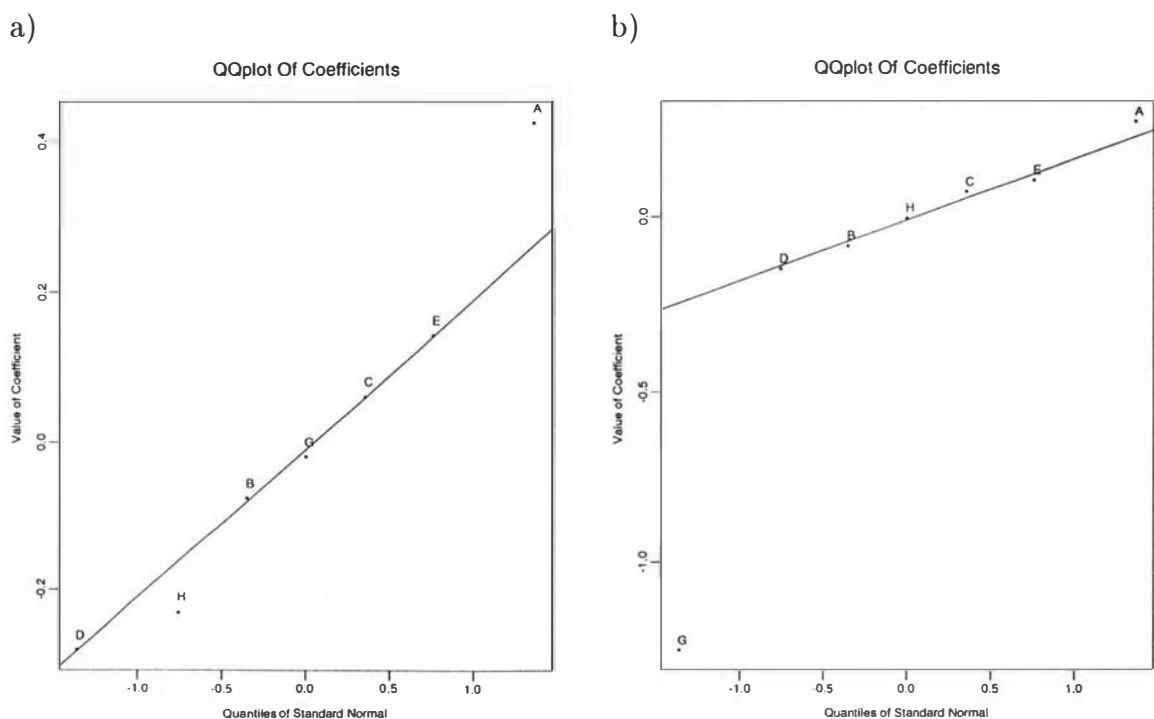 a)
QQplot Of Coefficients
A
E
C
G
B
H
D
0.4
0.2
0.0
-0.2
Value of Coefficient
-1.0 -0.5 0.0 0.5 1.0
Quantiles of Standard Normal
b)
QQplot Of Coefficients
A
E
C
H
B
D
G
0.0
-0.5
-1.0
Value of Coefficient
-1.0 -0.5 0.0 0.5 1.0
Quantiles of Standard Normal